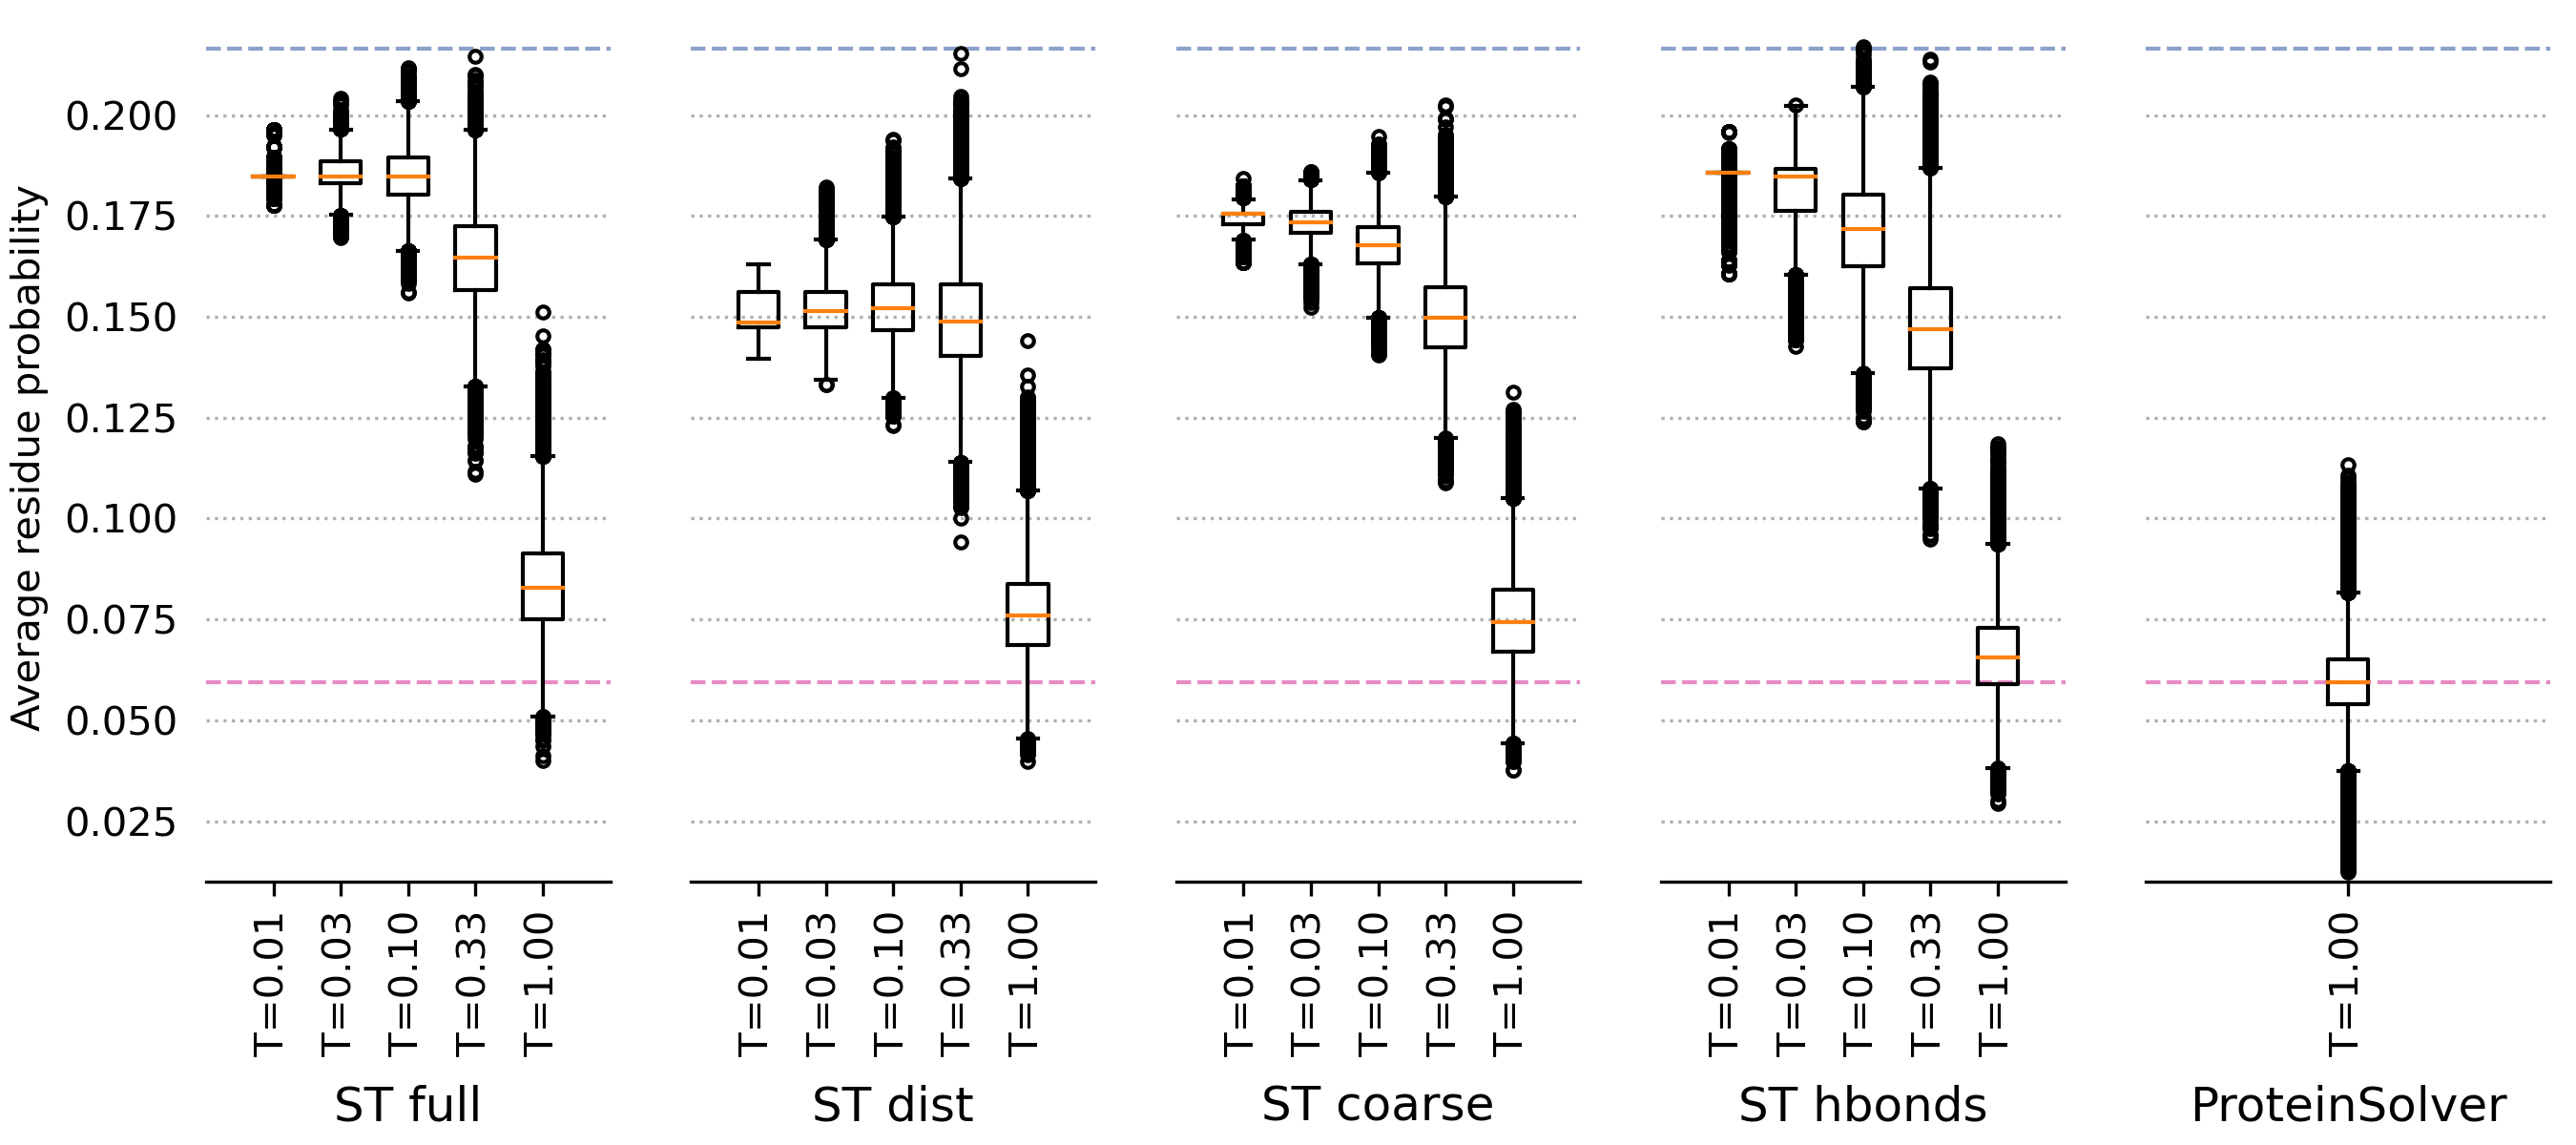 Average residue probability
0.200
0.175
0.150
0.125
0.100
0.075
0.050
0.025
T=0.01
T=0.03
T=0.10
T=0.33
T=1.00
ST full
T=0.01
T=0.03
T=0.10
T=0.33
T=1.00
ST dist
T=0.01
T=0.03
T=0.10
T=0.33
T=1.00
ST coarse
T=0.01
T=0.03
T=0.10
T=0.33
T=1.00
ST hbonds
T=1.00
ProteinSolver